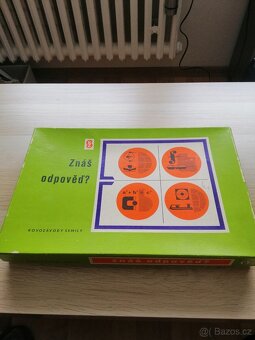 Znáš
odpověď?
KOVOZÁVODY SEMILY
ZNÁŠ ODPOVĚĎ?
Bazos.cz